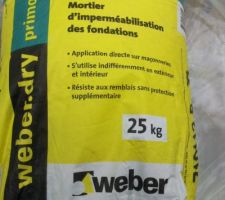 Mortier
d'imperméabilisation
des fondations
• Application directe sur maçonneries
• S'utilise indifféremment en extérieur
et intérieur
• Résiste aux remblais sans protection
supplémentaire
25 kg
weber
weber.dry